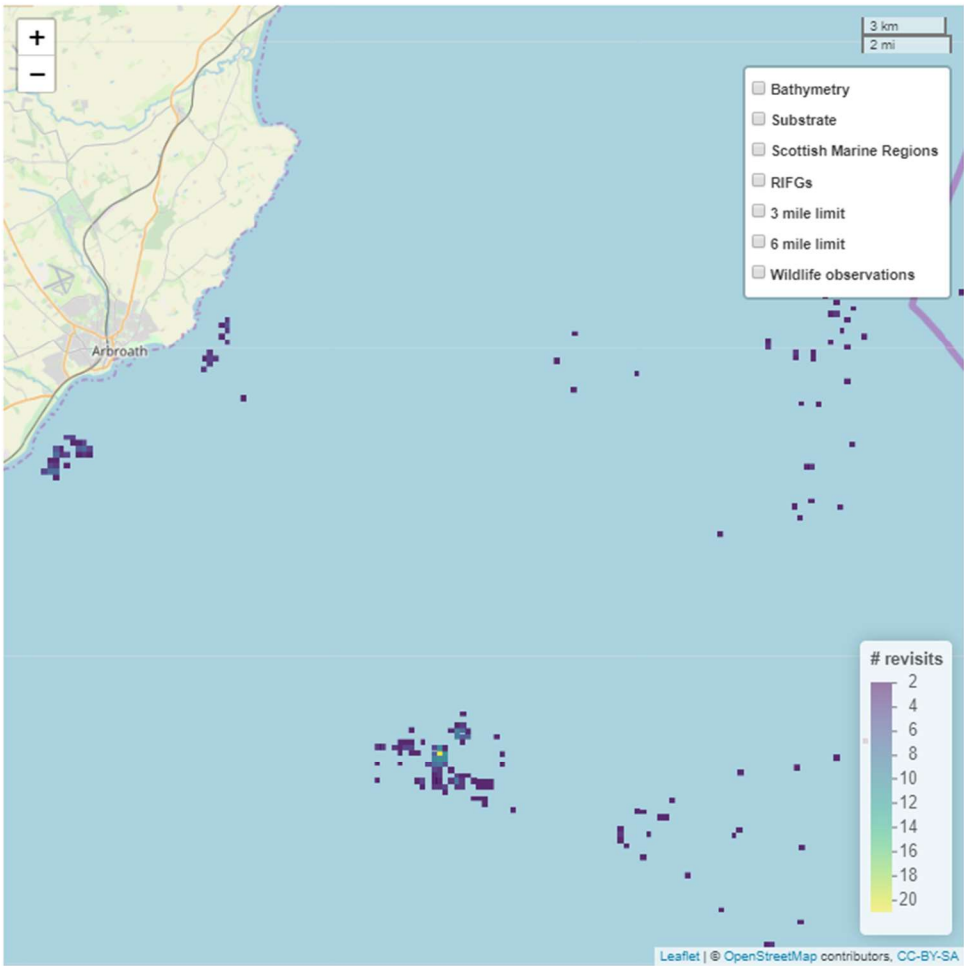 +
−
3 km
2 mi
Bathymetry
Substrate
Scottish Marine Regions
RIFGs
3 mile limit
6 mile limit
Wildlife observations
Arbroath
# revisits
2
4
6
8
10
12
14
16
18
20
Leaflet | © OpenStreetMap contributors, CC-BY-SA